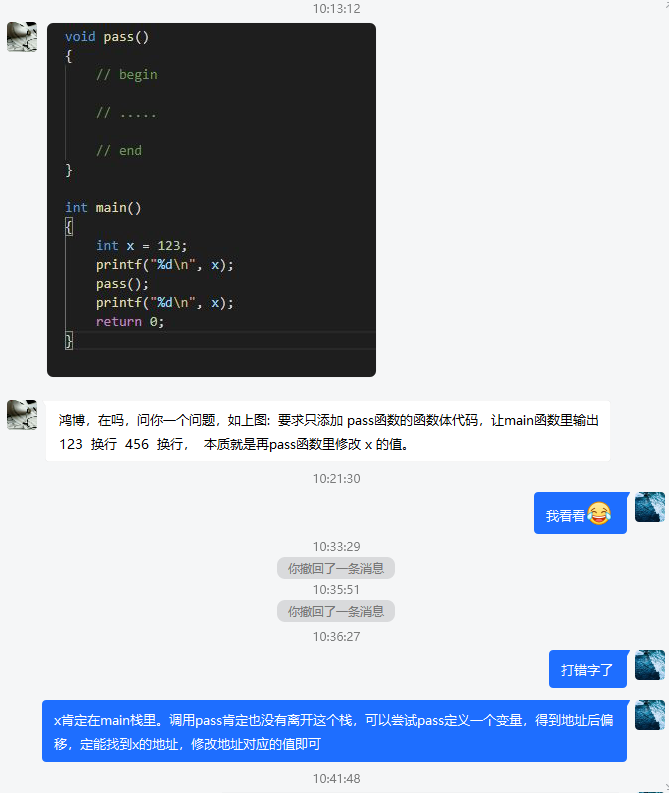 10:13:12
void pass()
{
// begin
// .....
// end
}
int main()
{
int x = 123;
printf("%d\n", x);
pass();
printf("%d\n", x);
return 0;
}
鸿博，在吗，问你一个问题，如上图：要求只添加 pass函数的函数体代码，让main函数里输出
123 换行 456 换行， 本质就是再pass函数里修改 x 的值。
10:21:30
我看看😂
10:33:29
你撤回了一条消息
10:35:51
你撤回了一条消息
10:36:27
打错字了
x肯定在main栈里。调用pass肯定也没有离开这个栈，可以尝试pass定义一个变量，得到地址后偏
移，定能找到x的地址，修改地址对应的值即可
10:41:48